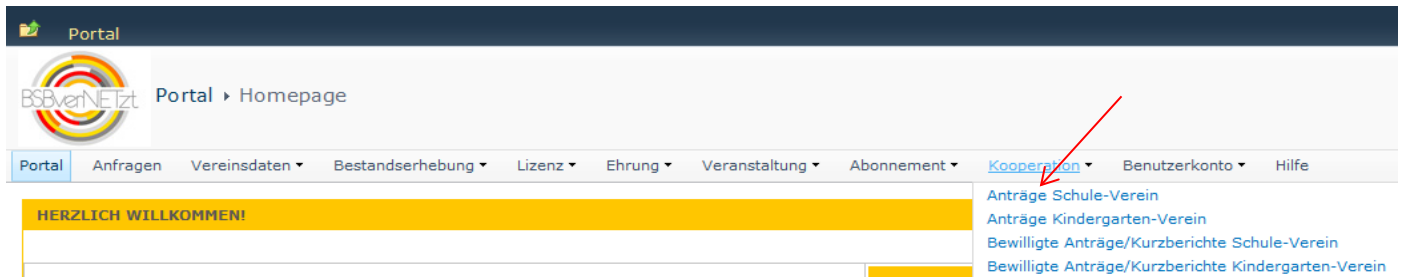 Portal
BSBverNETzt
Portal ▸ Homepage
Portal Anfragen Vereinsdaten Bestandserhebung Lizenz Ehrung Veranstaltung Abonnement Kooperation Benutzerkonto Hilfe
Anträge Schule-Verein
Anträge Kindergarten-Verein
Bewilligte Anträge/Kurzberichte Schule-Verein
Bewilligte Anträge/Kurzberichte Kindergarten-Verein
HERZLICH WILLKOMMEN!